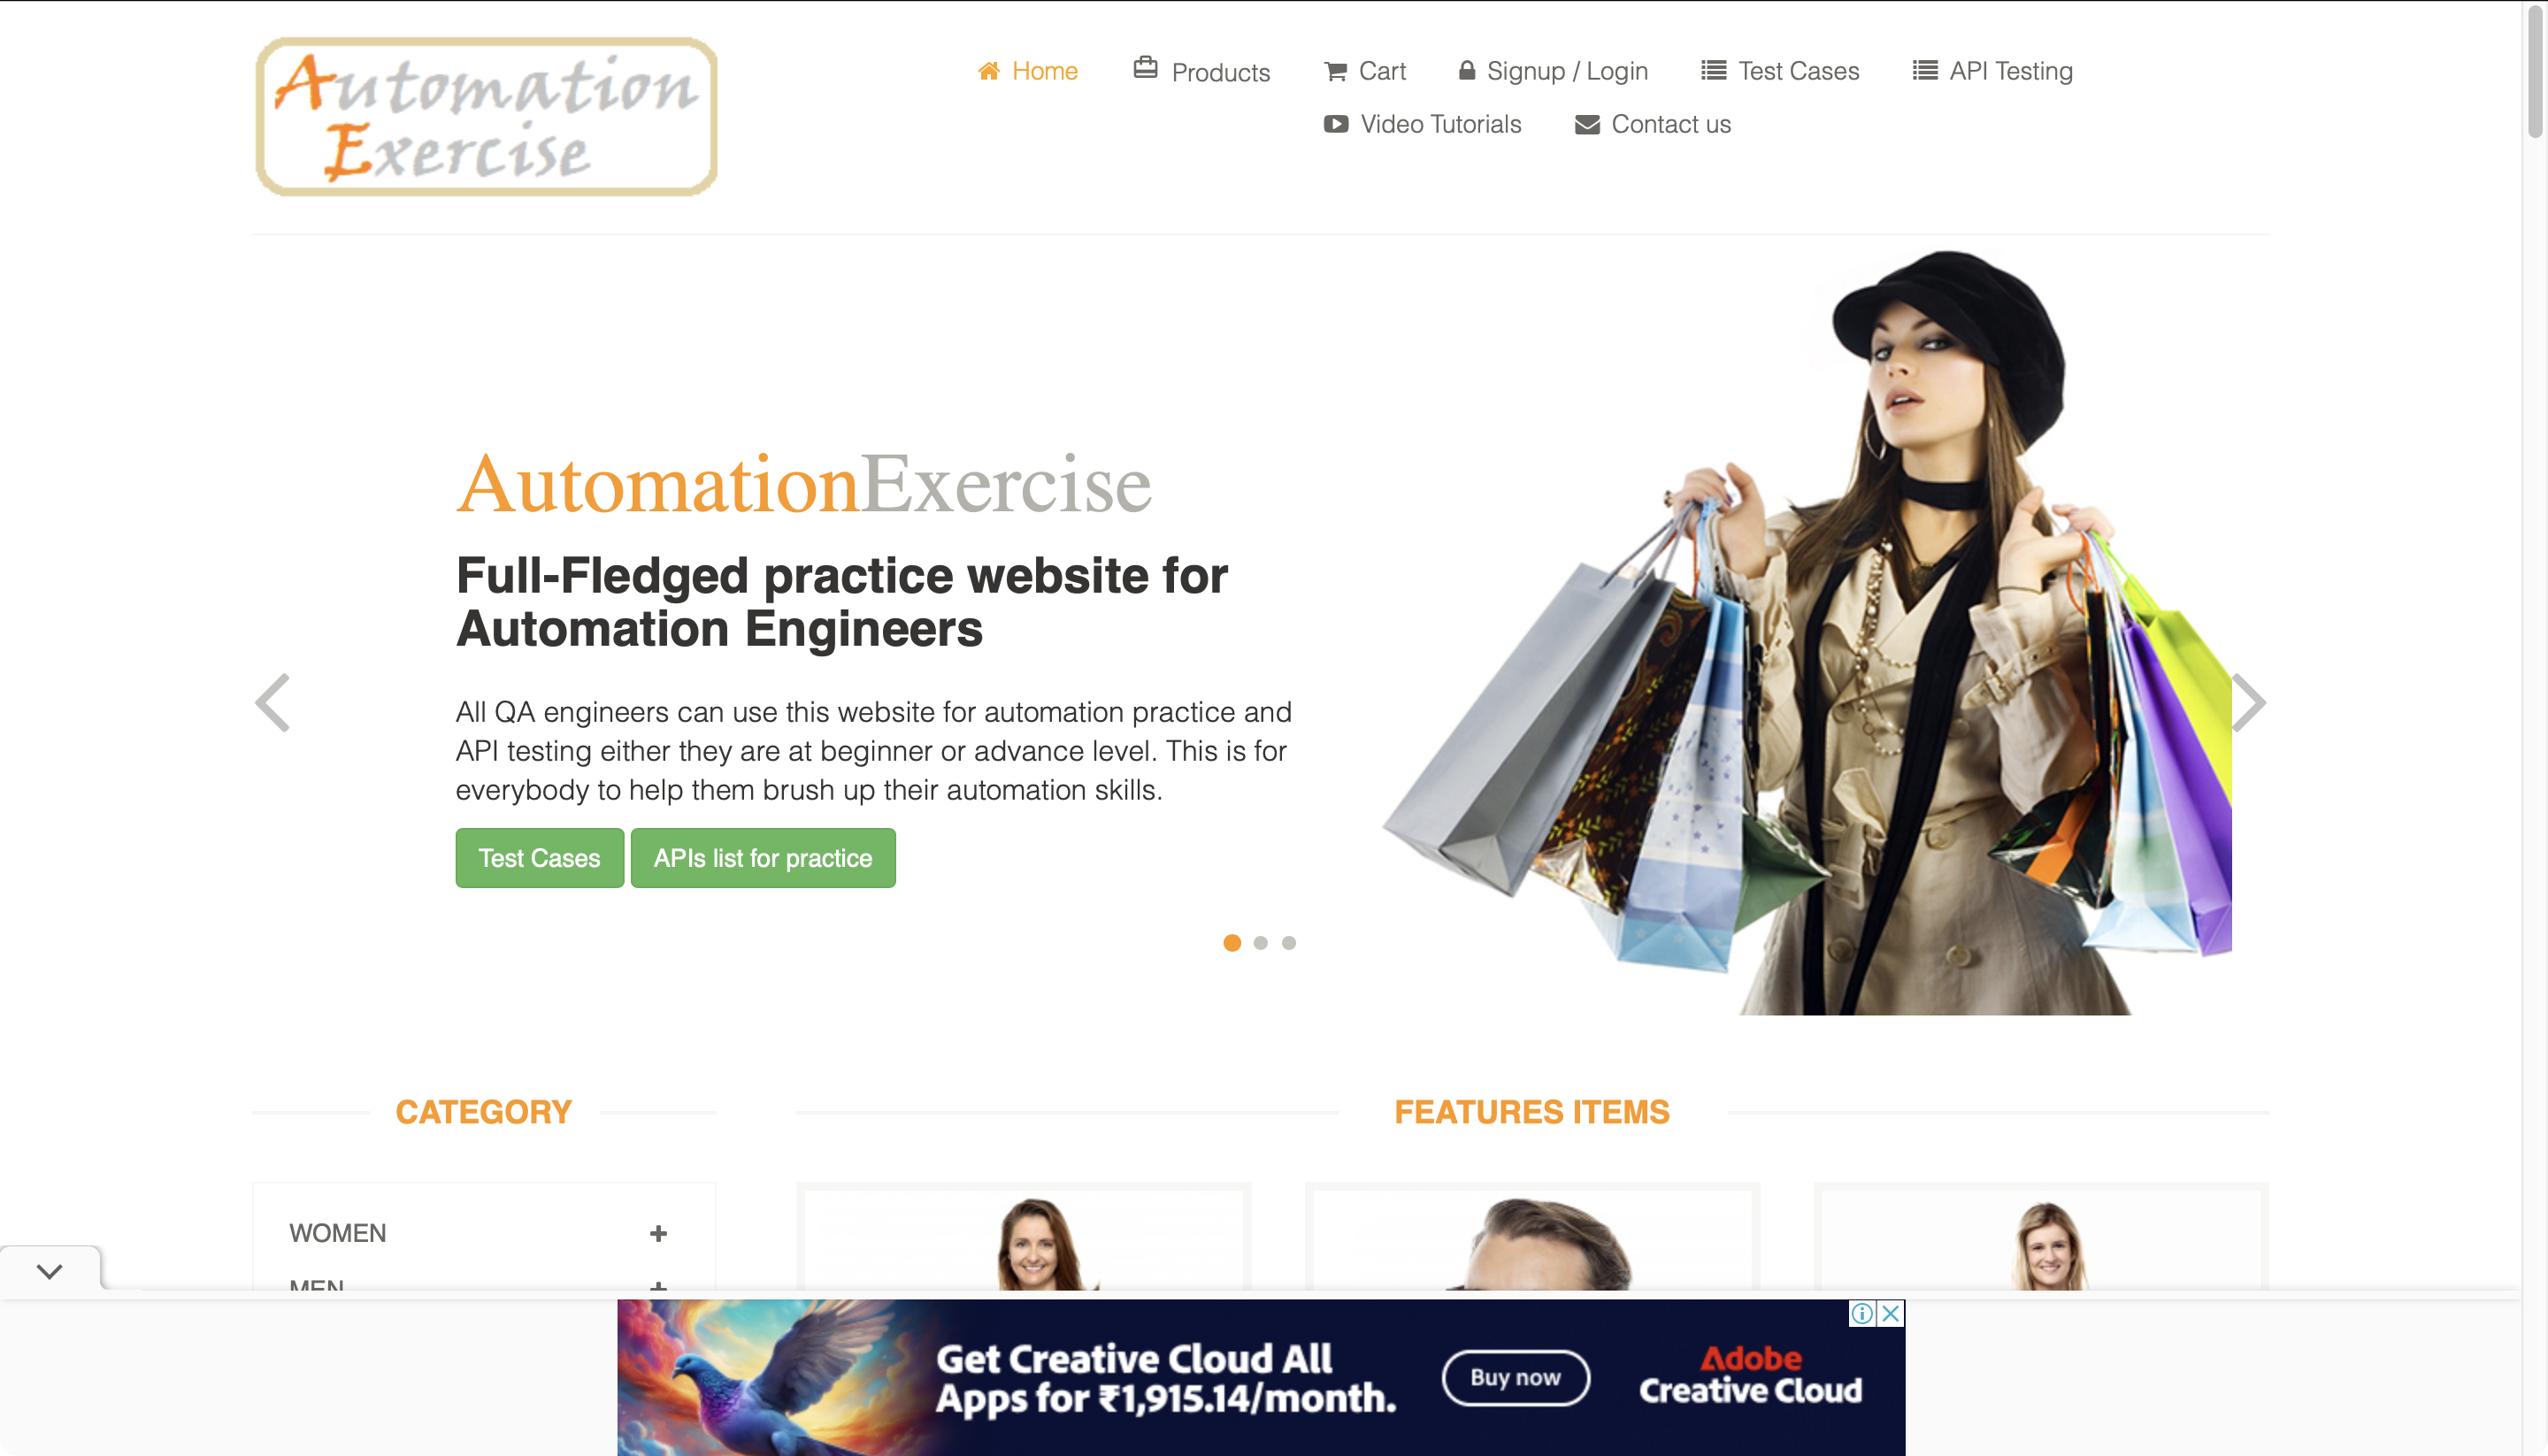 Automation
Exercise
Home Products Cart Signup / Login Test Cases API Testing
Video Tutorials Contact us
AutomationExercise
Full-Fledged practice website for
Automation Engineers
All QA engineers can use this website for automation practice and
API testing either they are at beginner or advance level. This is for
everybody to help them brush up their automation skills.
Test Cases APIs list for practice
CATEGORY
FEATURES ITEMS
WOMEN
MEN
Get Creative Cloud All
Apps for ₹1,915.14/month.
Buy now
Adobe
Creative Cloud